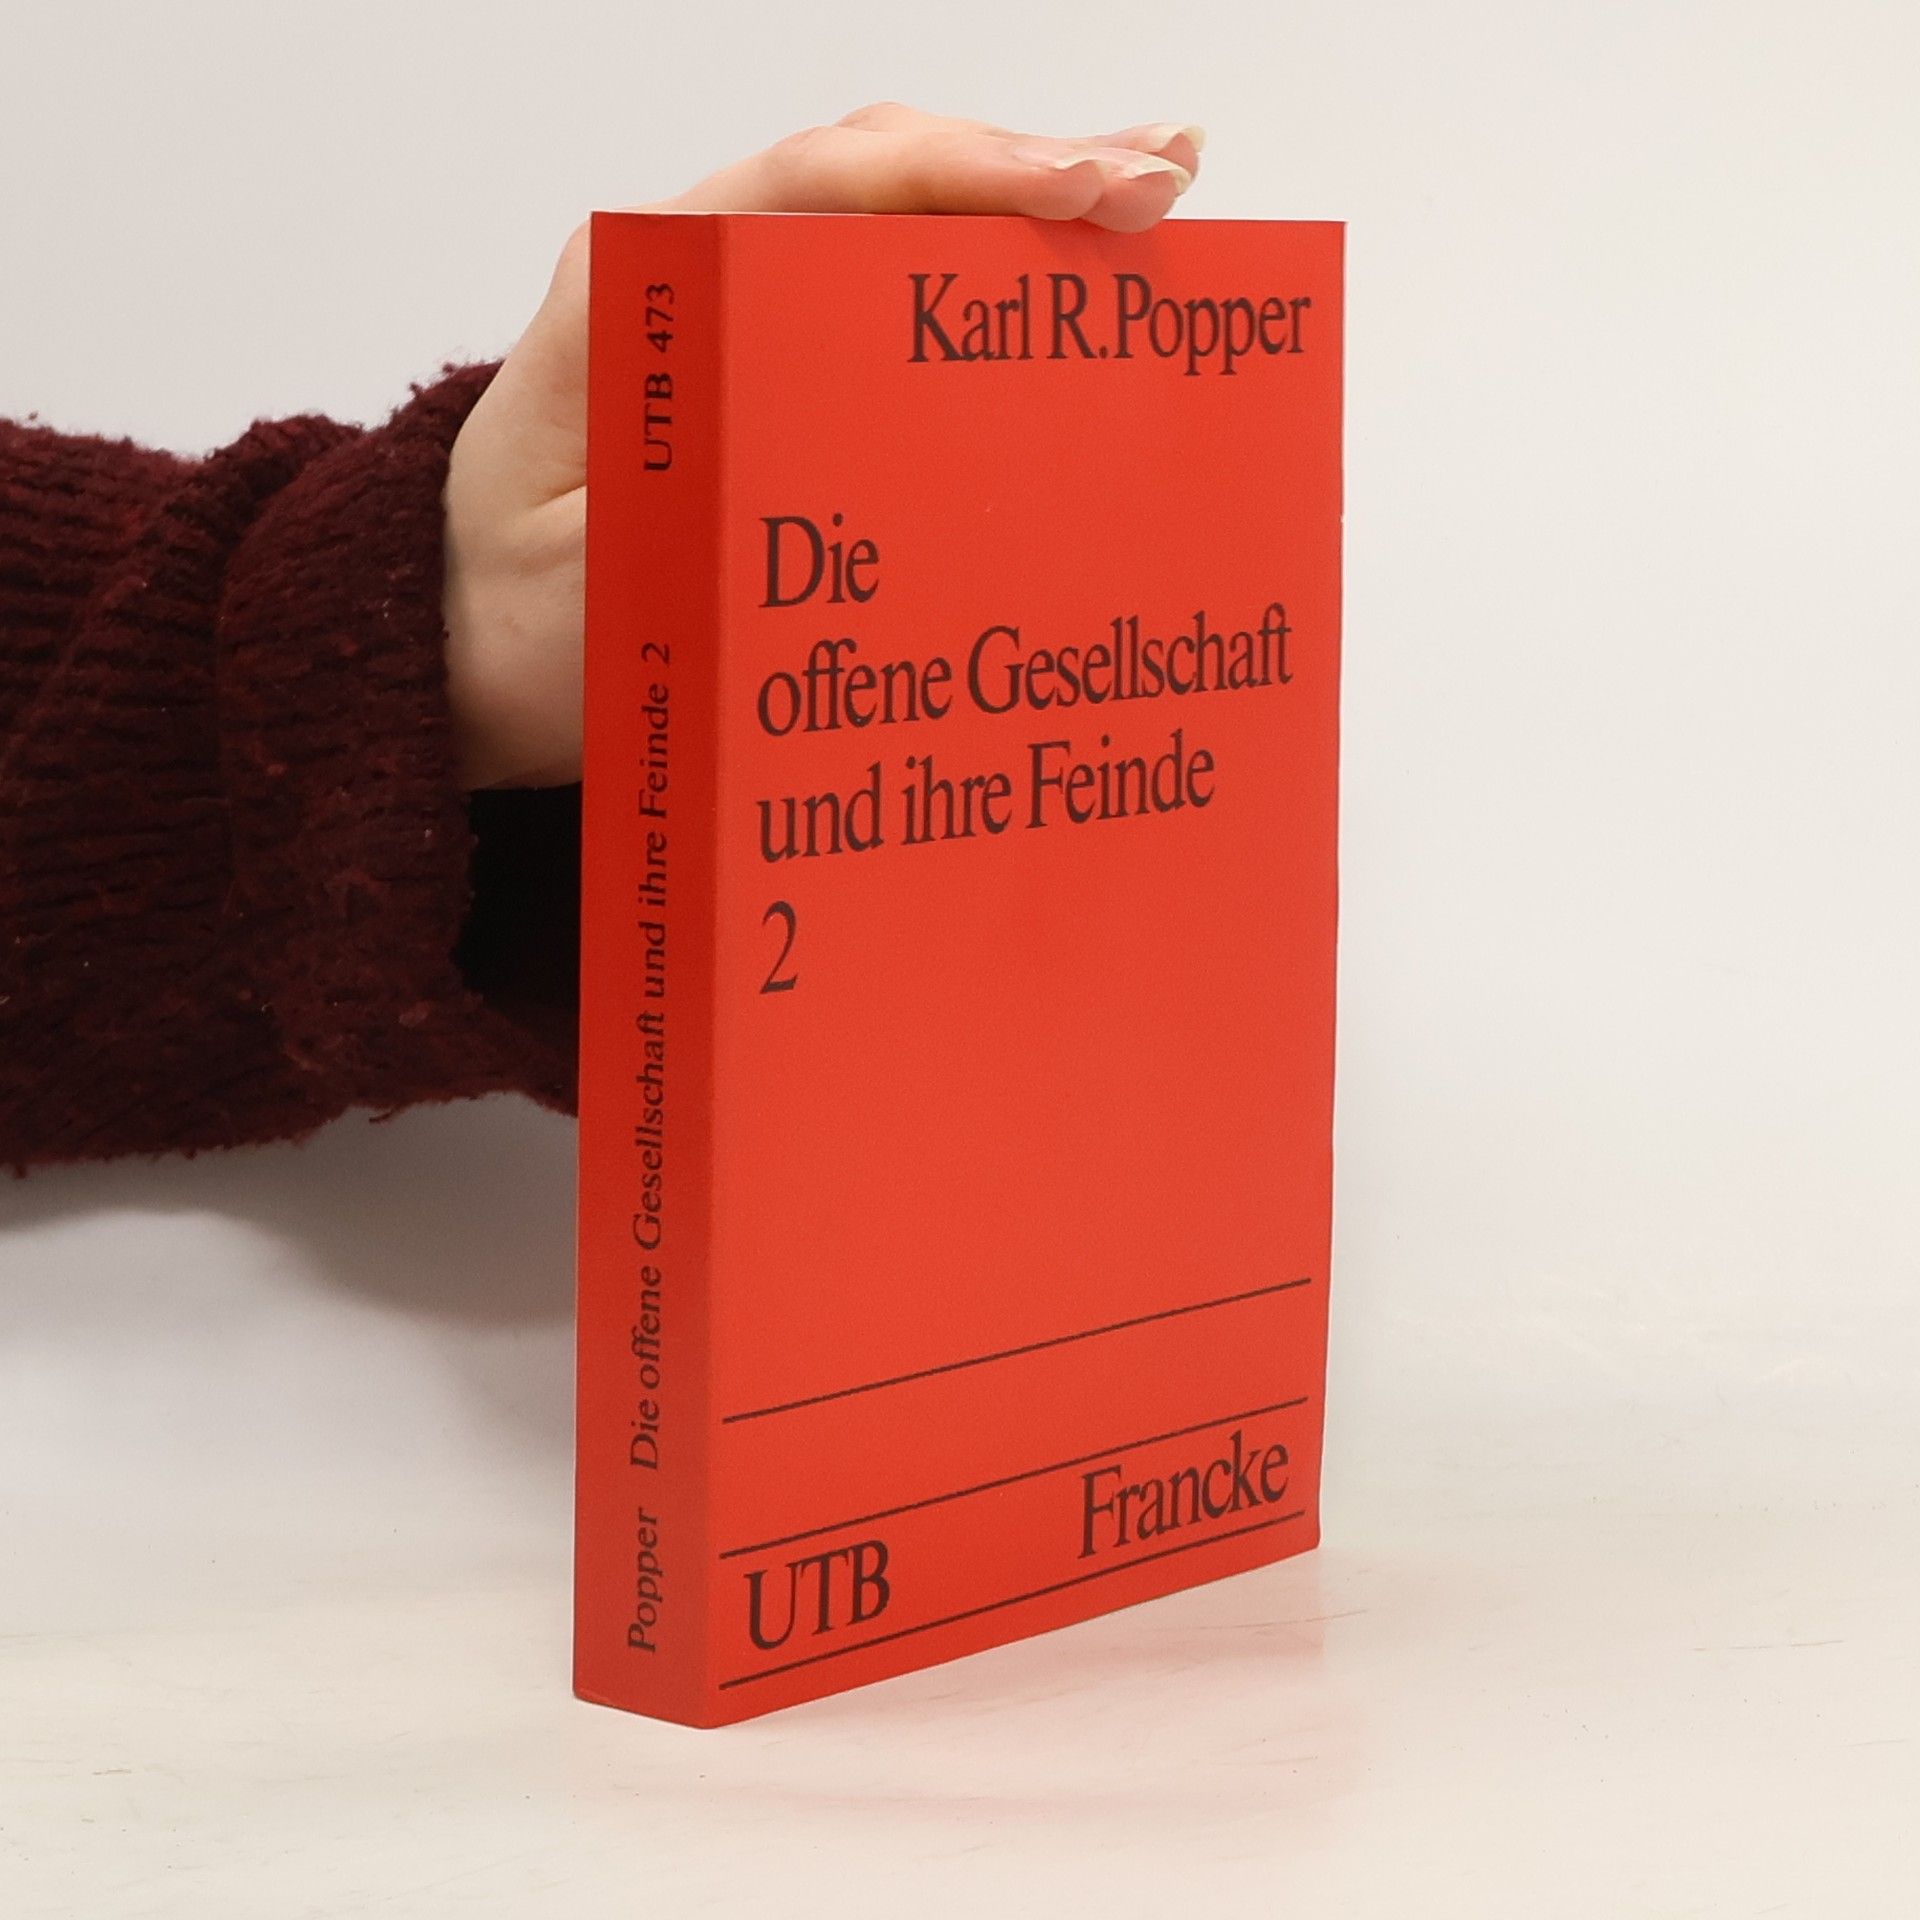 Karl R. Popper
Die
offene Gesellschaft
und ihre Feinde
2
Francke
UTB
Popper Die offene Gesellschaft und ihre Feinde 2 UTB 473